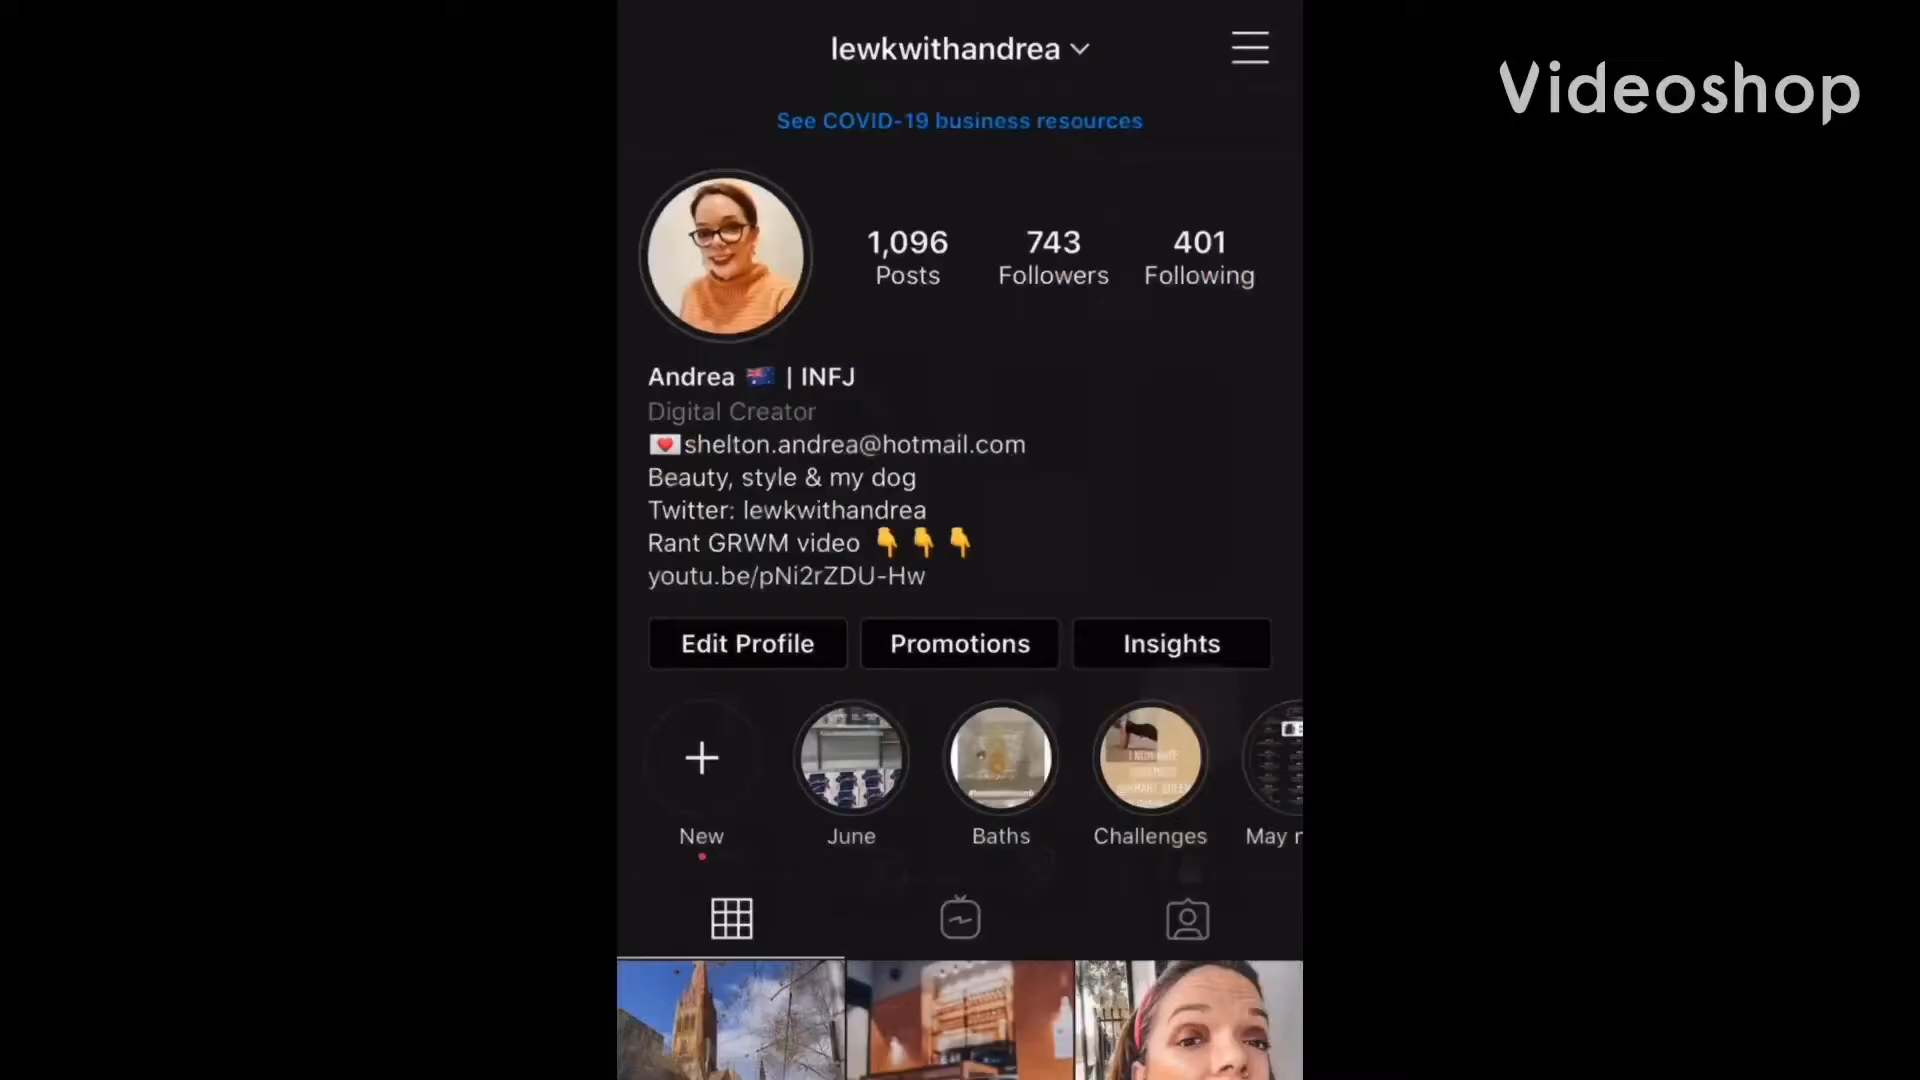 lewkwithandrea
Videoshop
See COVID-19 business resources
1,096 743 401
Posts Followers Following
Andrea 🇦🇺 | INFJ
Digital Creator
💌shelton.andrea@hotmail.com
Beauty, style & my dog
Twitter: lewkwithandrea
Rant GRWM video 👇👇👇
youtu.be/pNi2rZDU-Hw
Edit Profile Promotions Insights
I NOMINATE
New June Baths Challenges May